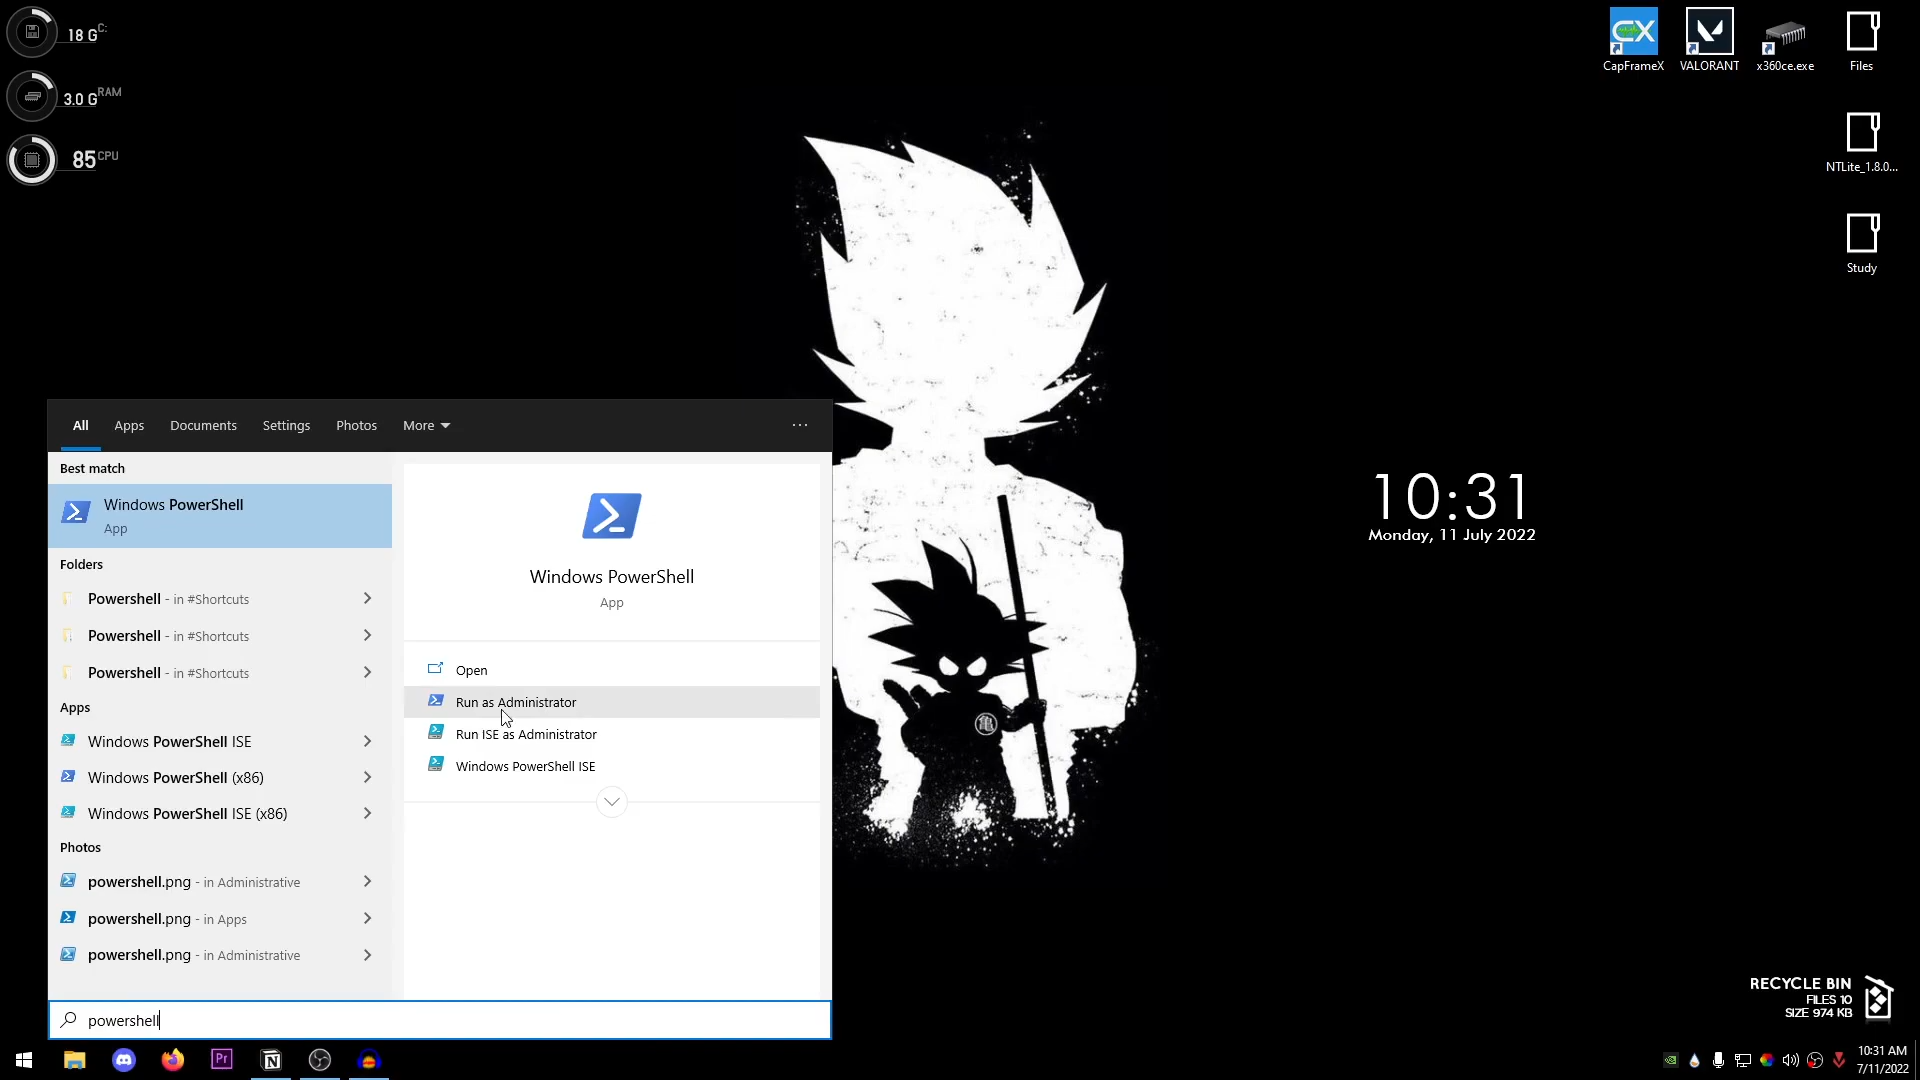 18 G C:
3.0 G RAM
85 CPU
CX
CapFrameX
VALORANT
x360ce.exe
Files
NTLite_1.8.0...
Study
All
Apps
Documents
Settings
Photos
More
...
Best match
Windows PowerShell
App
Folders
Powershell - in #Shortcuts
Powershell - in #Shortcuts
Powershell - in #Shortcuts
Apps
Windows PowerShell ISE
Windows PowerShell (x86)
Windows PowerShell ISE (x86)
Photos
powershell.png - in Administrative
powershell.png - in Apps
powershell.png - in Administrative
Windows PowerShell
App
Open
Run as Administrator
Run ISE as Administrator
Windows PowerShell ISE
亀
10:31
Monday, 11 July 2022
RECYCLE BIN
FILES 10
SIZE 974 KB
powershell
Pr
N
10:31 AM
7/11/2022